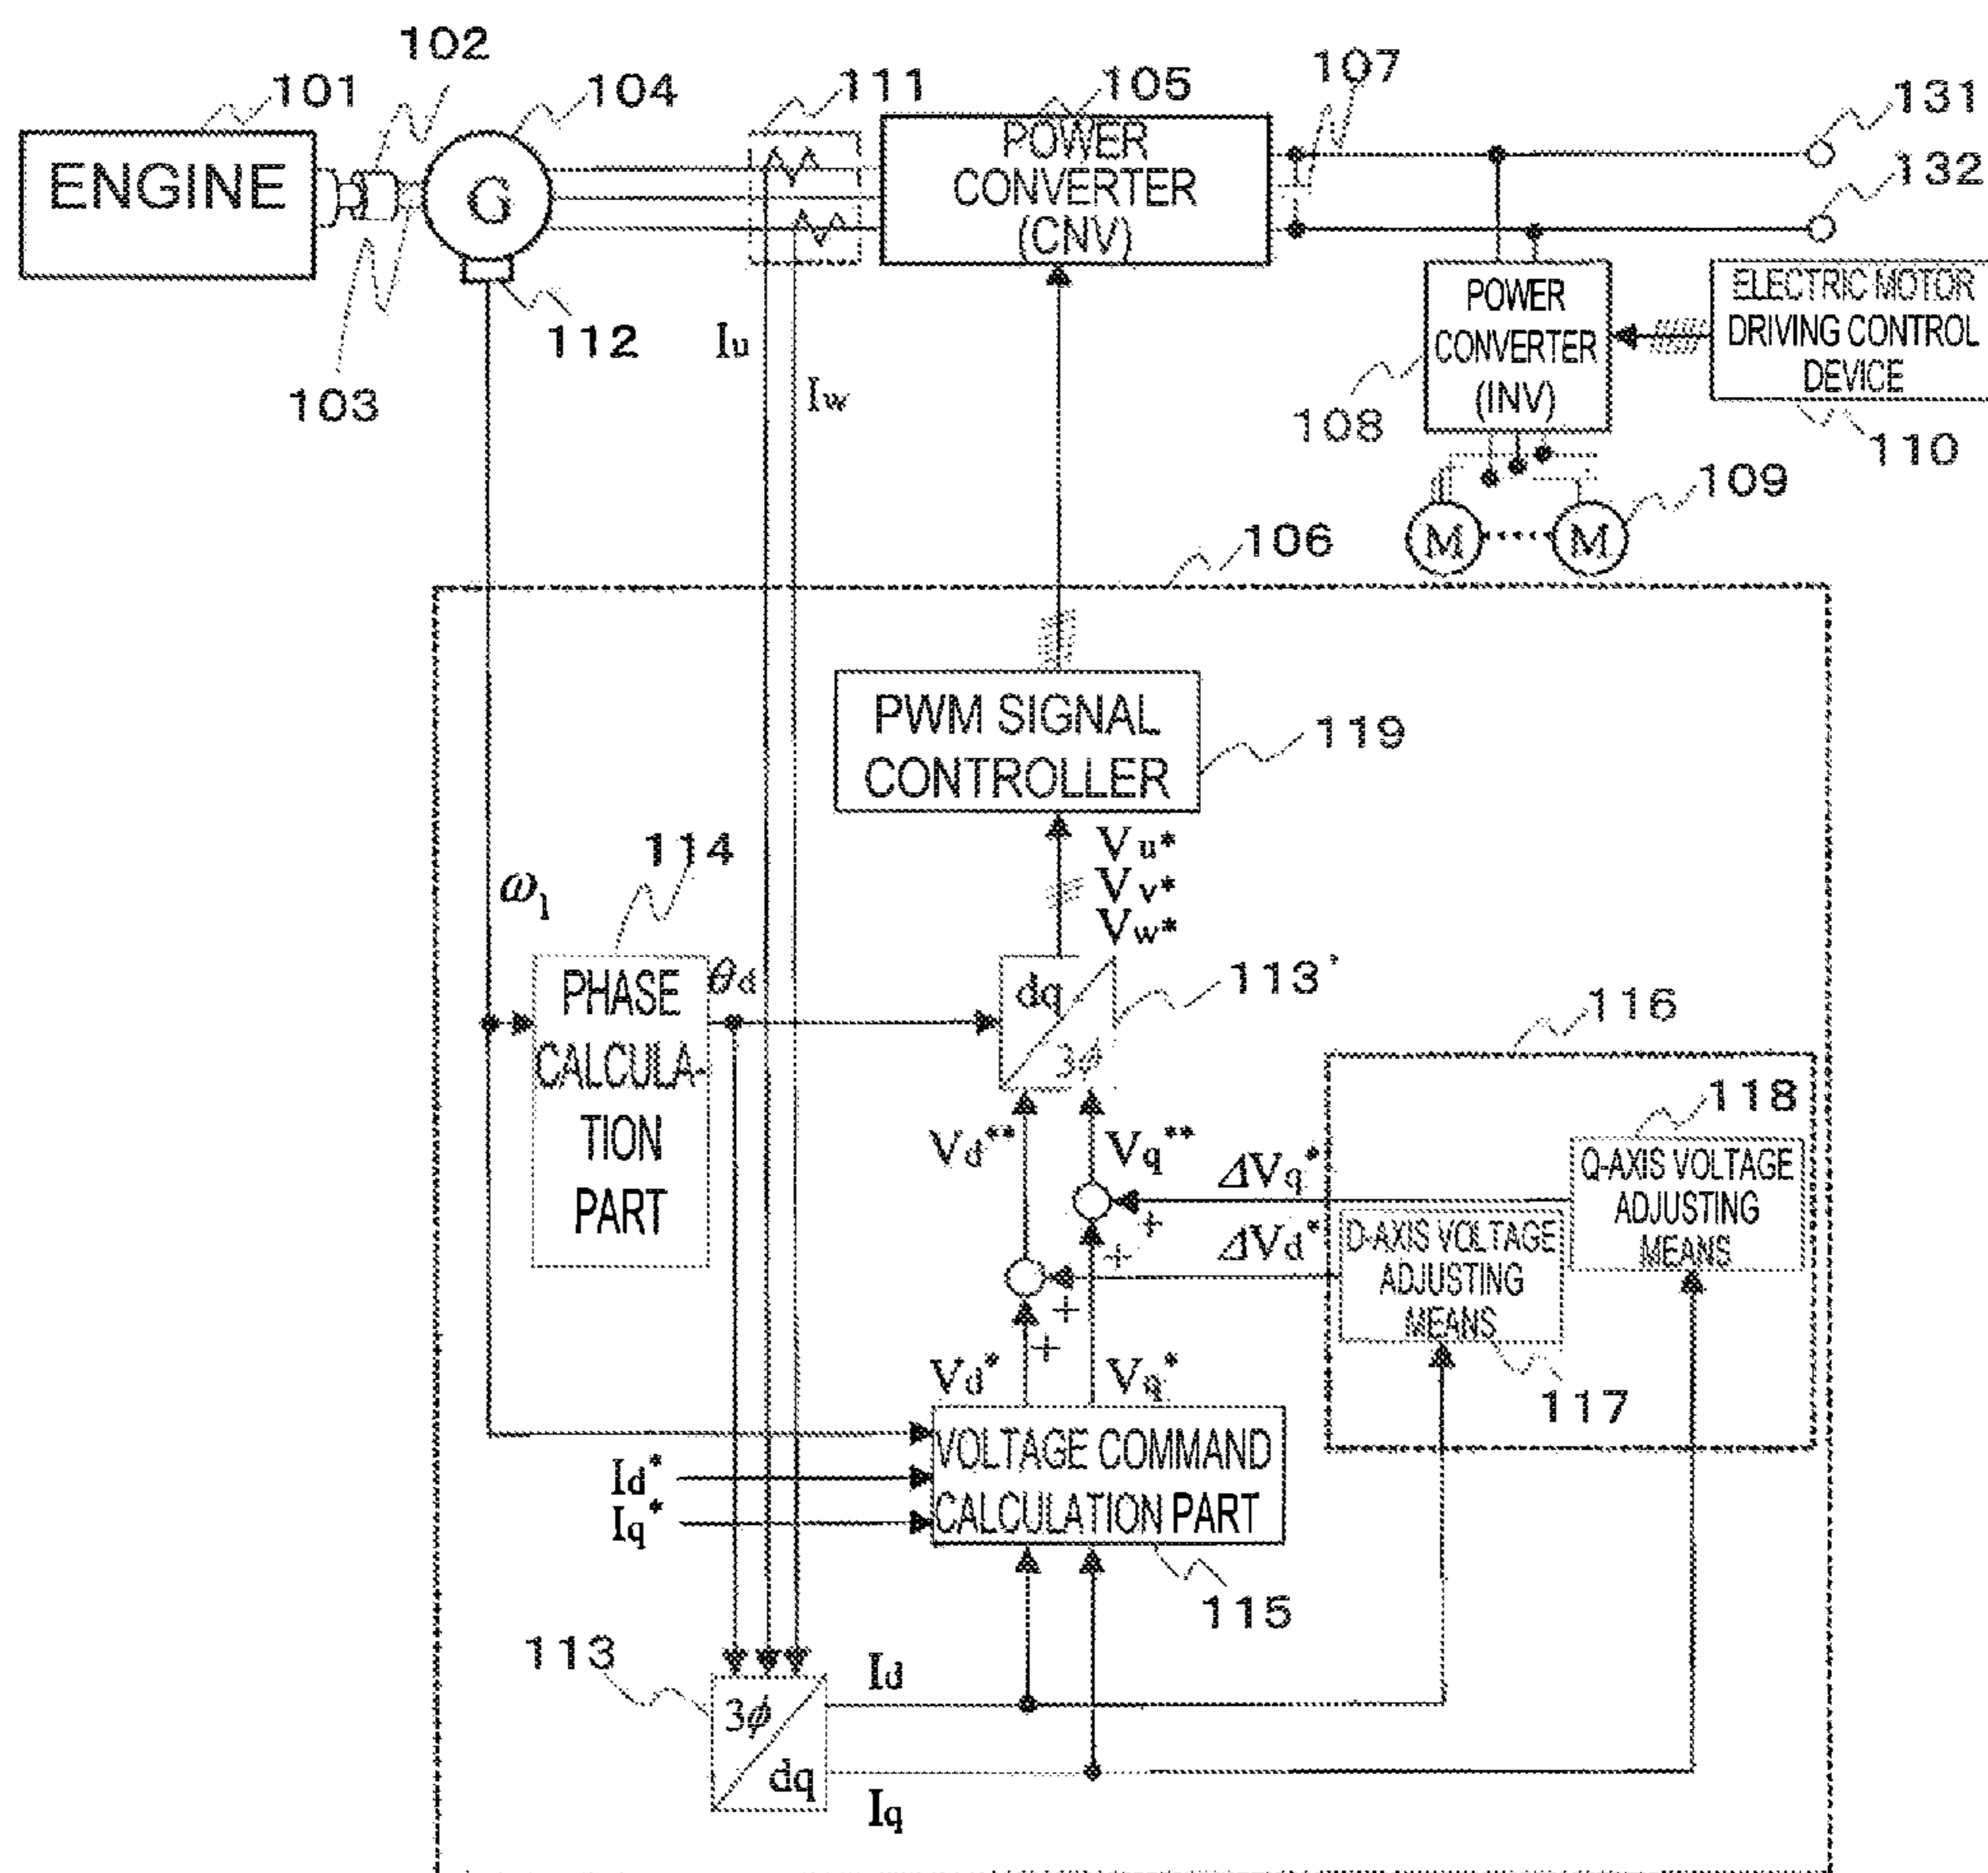 102
101
104
111
105
107
131
132
ENGINE
G
POWER
CONVERTER
(CNV)
103
112
Iu
Iw
POWER
CONVERTER
(INV)
108
ELECTRIC MOTOR
DRIVING CONTROL
DEVICE
110
109
M
M
106
PWM SIGNAL
CONTROLLER
119
Vu*
Vv*
Vw*
114
ω1
PHASE
CALCULA-
TION
PART
θd
dq
3ϕ
113'
116
118
Vd**
Vq**
ΔVq*
Q-AXIS VOLTAGE
ADJUSTING
MEANS
+
+
ΔVd*
D-AXIS VOLTAGE
ADJUSTING
MEANS
+
+
117
Vd*
Vq*
VOLTAGE COMMAND
CALCULATION PART
Id*
Iq*
115
113
3ϕ
dq
Id
Iq